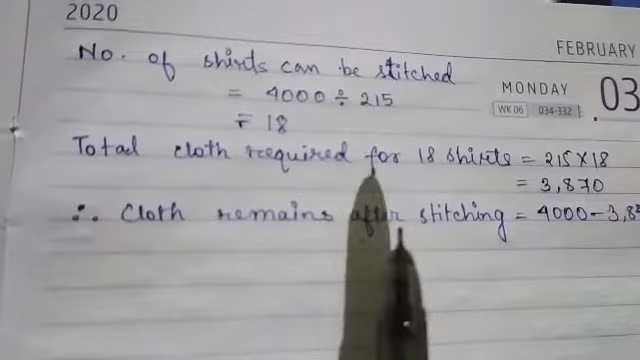 2020
FEBRUARY
MONDAY
03
WK 06 034-332
No. of shirts can be stitched
= 4000 ÷ 215
= 18
Total cloth required for 18 shirts = 215 × 18
= 3,870
∴ Cloth remains after stitching = 4000 - 3,8